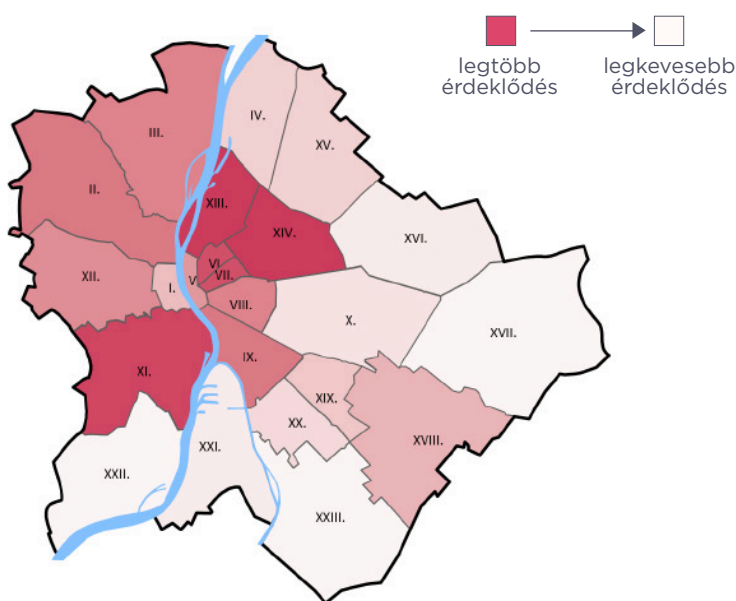 legtöbb
érdeklődés
legkevesebb
érdeklődés
IV.
III.
XV.
II.
XIII.
XIV.
XVI.
XII.
VI.
VII.
I.
V.
VIII.
X.
XVII.
IX.
XI.
XIX.
XX.
XVIII.
XXI.
XXII.
XXIII.